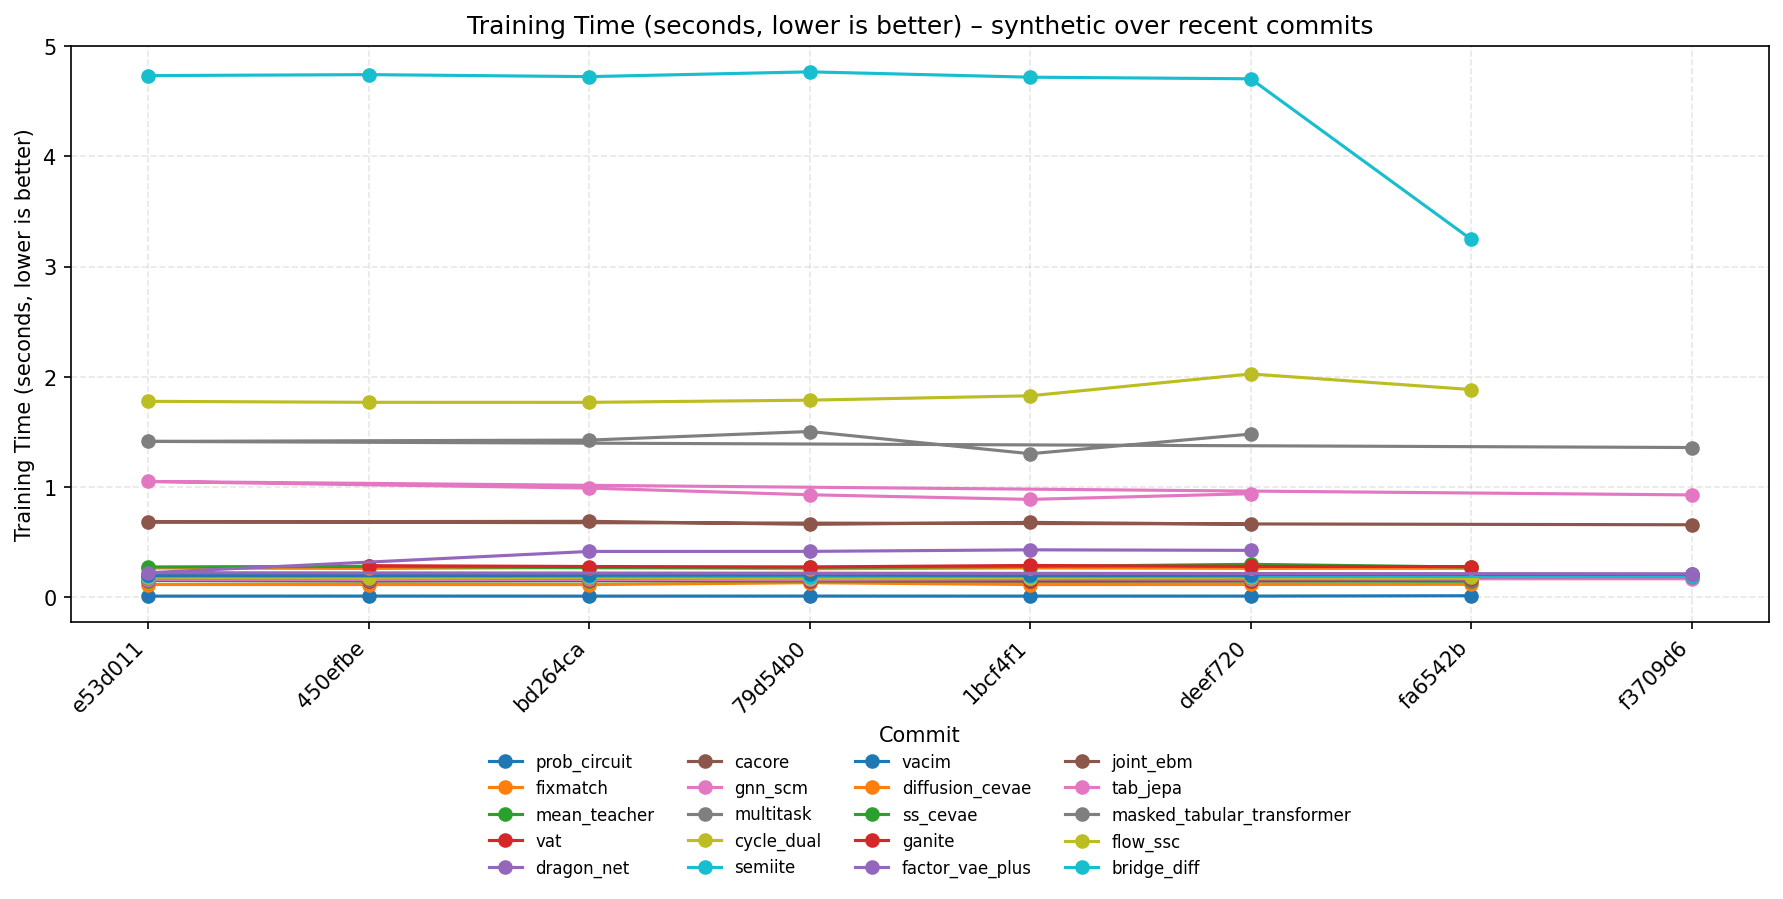 Training Time (seconds, lower is better) – synthetic over recent commits
Training Time (seconds, lower is better)
5
4
3
2
1
0
e53d011
450efbe
bd264ca
79d54b0
1bcf4f1
deef720
fa6542b
f3709d6
Commit
prob_circuit
fixmatch
mean_teacher
vat
dragon_net
cacore
gnn_scm
multitask
cycle_dual
semiite
vacim
diffusion_cevae
ss_cevae
ganite
factor_vae_plus
joint_ebm
tab_jepa
masked_tabular_transformer
flow_ssc
bridge_diff